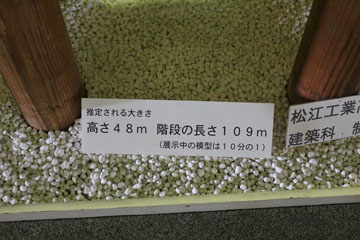 推定される大きさ
高さ48m 階段の長さ109m
(展示中の模型は10分の1)
松江工業
建築科